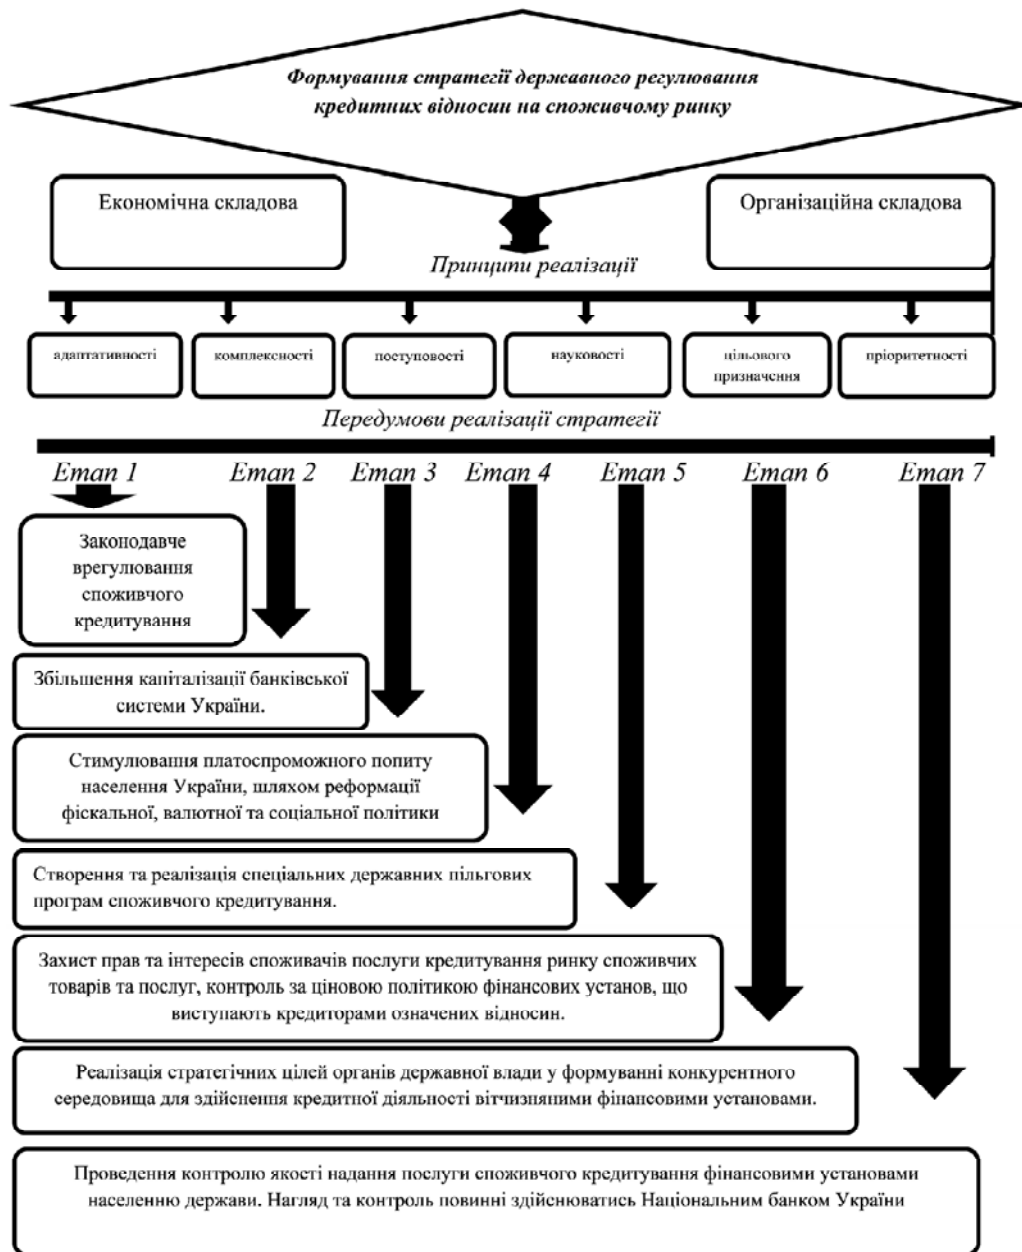 Формування стратегії державного регулювання
кредитних відносин на споживчому ринку
Економічна складова
Організаційна складова
Принципи реалізації
адаптативності
комплексності
поступовості
науковості
цільового
призначення
пріоритетності
Передумови реалізації стратегії
Етап 1
Етап 2
Етап 3
Етап 4
Етап 5
Етап 6
Етап 7
Законодавче
врегулювання
споживчого
кредитування
Збільшення капіталізації банківської
системи України.
Стимулювання платоспроможного попиту
населення України, шляхом реформації
фіскальної, валютної та соціальної політики
Створення та реалізація спеціальних державних пільгових
програм споживчого кредитування.
Захист прав та інтересів споживачів послуги кредитування ринку споживчих
товарів та послуг, контроль за ціновою політикою фінансових установ, що
виступають кредиторами означених відносин.
Реалізація стратегічних цілей органів державної влади у формуванні конкурентного
середовища для здійснення кредитної діяльності вітчизняними фінансовими установами.
Проведення контролю якості надання послуги споживчого кредитування фінансовими установами
населенню держави. Нагляд та контроль повинні здійснюватись Національним банком України